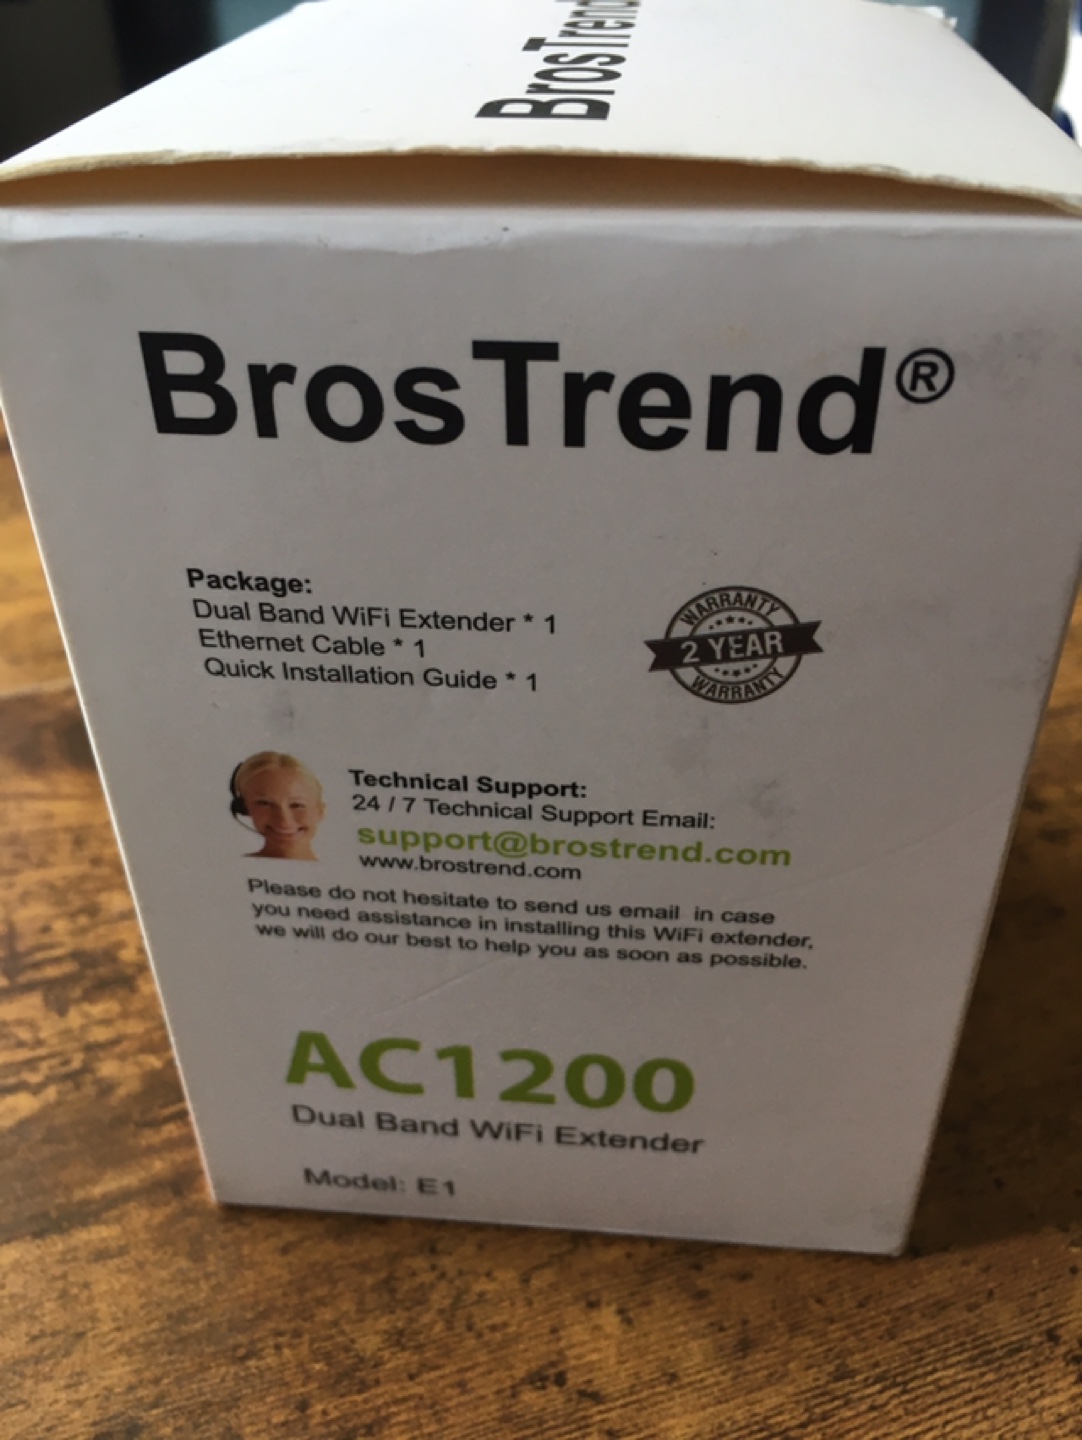 BrosTrend
BrosTrend®
Package:
Dual Band WiFi Extender * 1
Ethernet Cable * 1
Quick Installation Guide * 1
WARRANTY
2 YEAR
WARRANTY
Technical Support:
24 / 7 Technical Support Email:
support@brostrend.com
www.brostrend.com
Please do not hesitate to send us email in case
you need assistance in installing this WiFi extender,
we will do our best to help you as soon as possible.
AC1200
Dual Band WiFi Extender
Model: E1